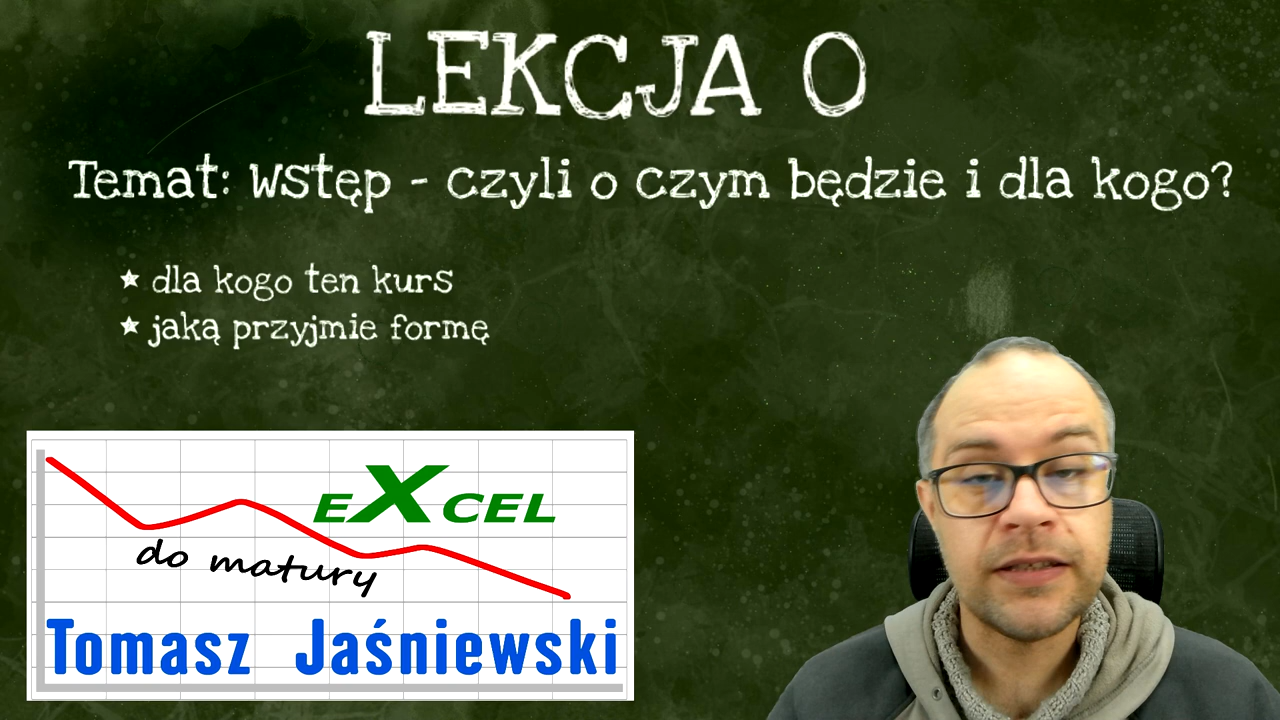 LEKCJA 0
Temat: wstęp - czyli o czym będzie i dla kogo?
★ dla kogo ten kurs
★ jaką przyjmie formę
EXCEL
do matury
Tomasz Jaśniewski